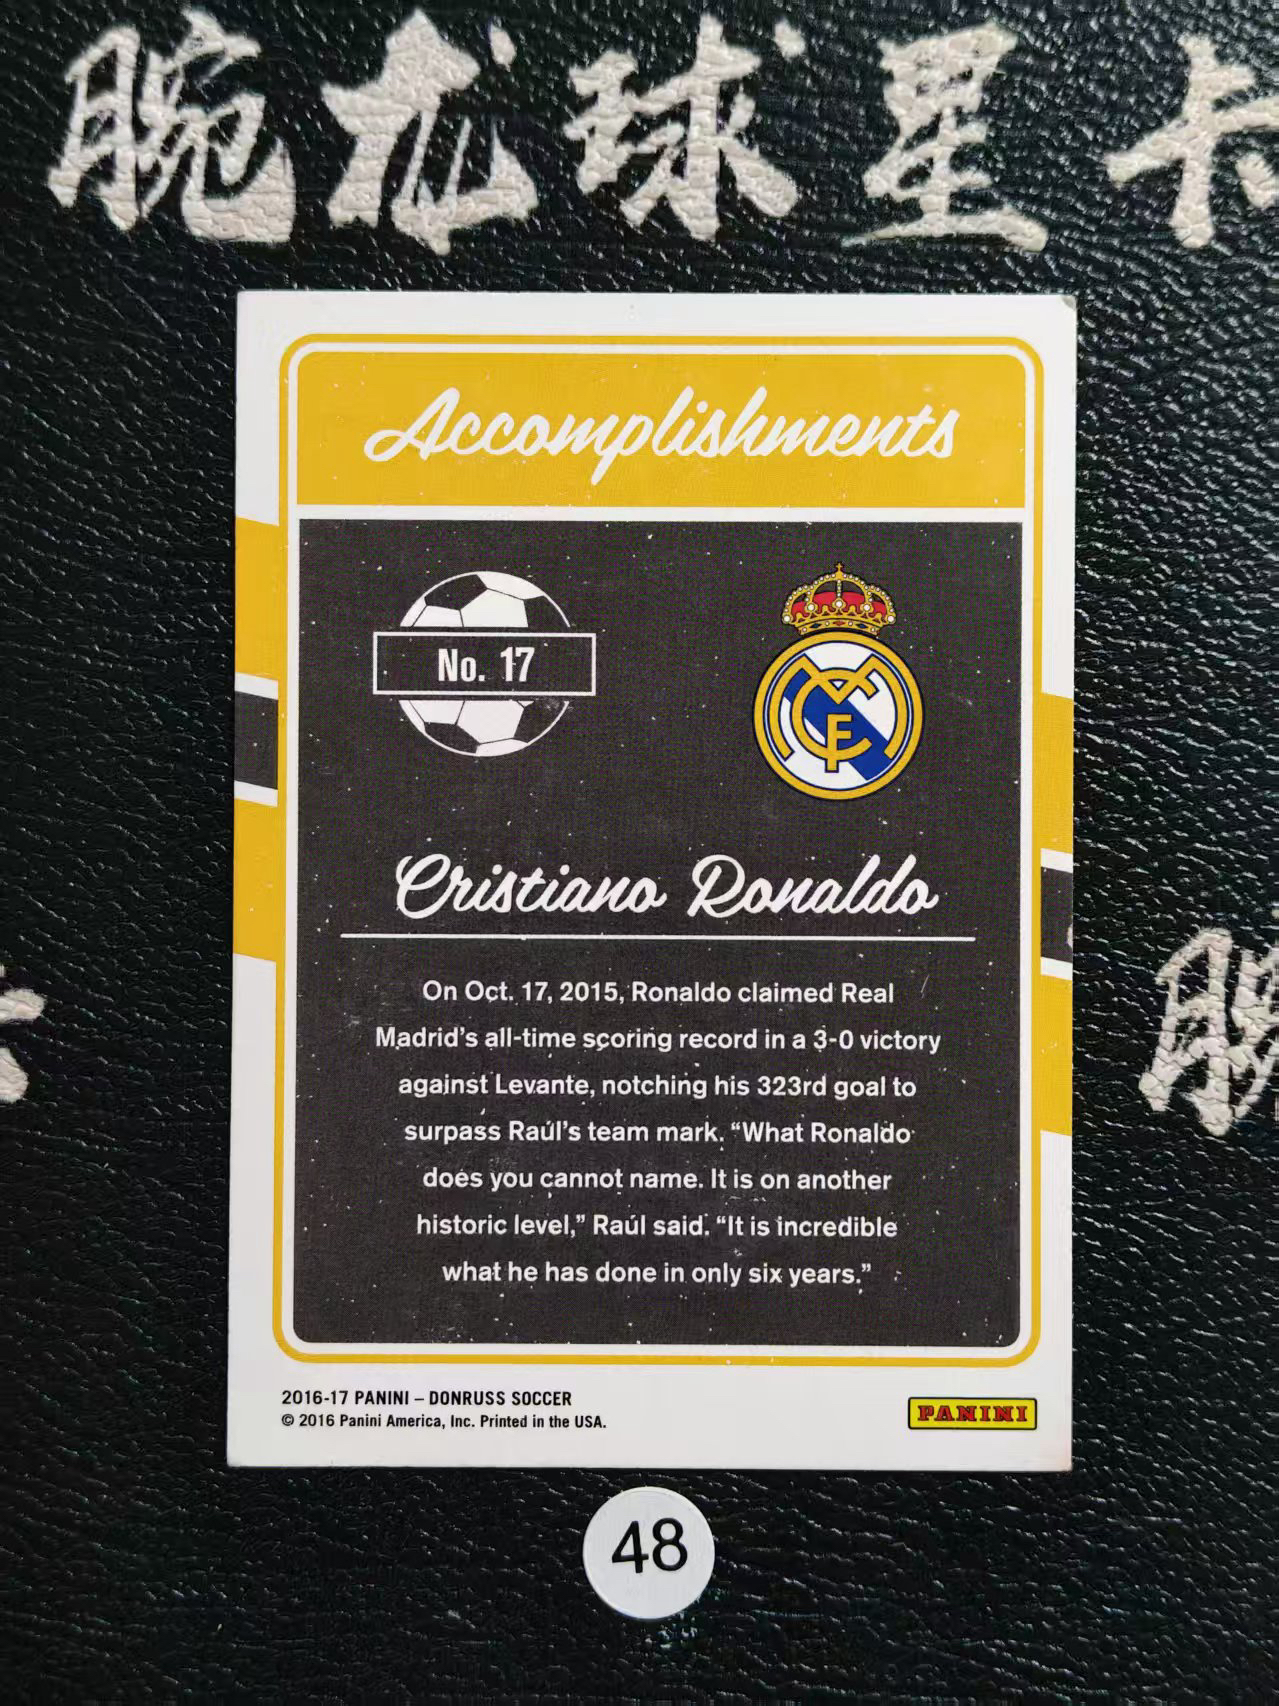 腕龙球星卡
Accomplishments
No. 17
Cristiano Ronaldo
On Oct. 17, 2015, Ronaldo claimed Real
Madrid's all-time scoring record in a 3-0 victory
against Levante, notching his 323rd goal to
surpass Raúl's team mark. “What Ronaldo
does you cannot name. It is on another
historic level,” Raúl said. “It is incredible
what he has done in only six years.”
2016-17 PANINI – DONRUSS SOCCER
© 2016 Panini America, Inc. Printed in the USA.
PANINI
48